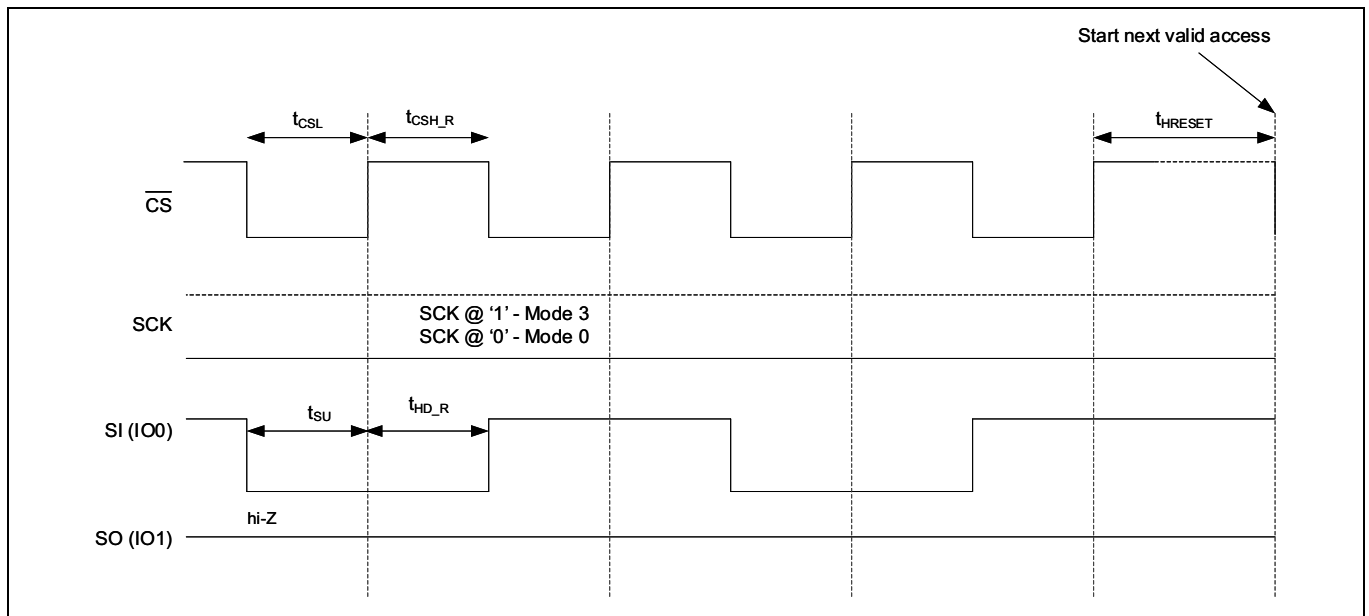 Start next valid access
tCSL
tCSH_R
tHRESET
CS
SCK
SCK @ '1' - Mode 3
SCK @ '0' - Mode 0
tSU
tHD_R
SI (IO0)
hi-Z
SO (IO1)